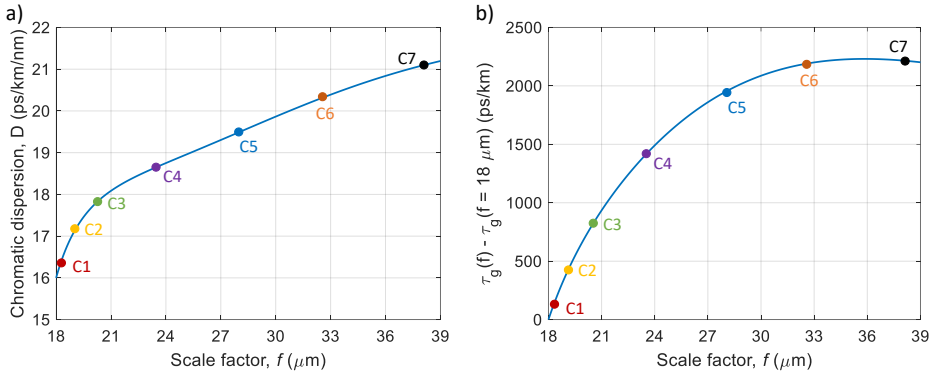 a)
Chromatic dispersion, D (ps/km/nm)
22
21
20
19
18
17
16
15
C1
C2
C3
C4
C5
C6
C7
18 21 24 27 30 33 36 39
Scale factor, f (μm)
b)
τg(f) - τg(f = 18 μm) (ps/km)
2500
2000
1500
1000
500
0
C1
C2
C3
C4
C5
C6
C7
18 21 24 27 30 33 36 39
Scale factor, f (μm)